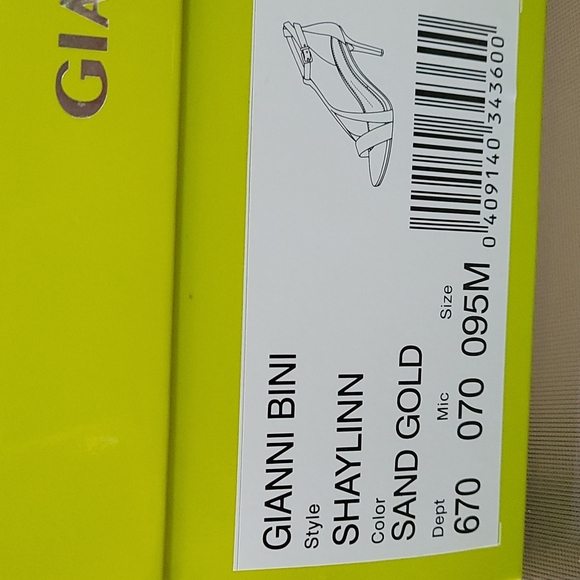 GIA
GIANNI BINI
Style
SHAYLINN
Color
SAND GOLD
Dept Mic Size
670 070 095M
0 409140 343600